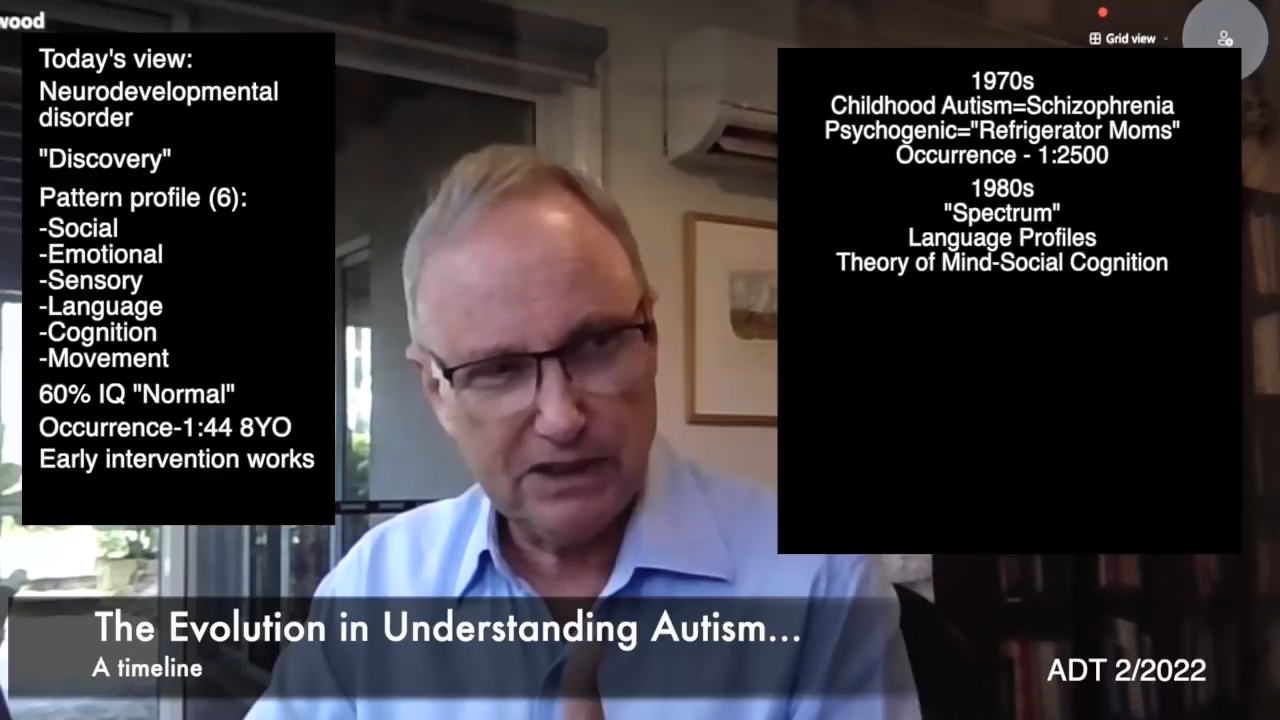 wood
Grid view
Today's view:
Neurodevelopmental
disorder
"Discovery"
Pattern profile (6):
-Social
-Emotional
-Sensory
-Language
-Cognition
-Movement
60% IQ "Normal"
Occurrence-1:44 8YO
Early intervention works
1970s
Childhood Autism=Schizophrenia
Psychogenic="Refrigerator Moms"
Occurrence - 1:2500
1980s
"Spectrum"
Language Profiles
Theory of Mind-Social Cognition
The Evolution in Understanding Autism...
A timeline
ADT 2/2022